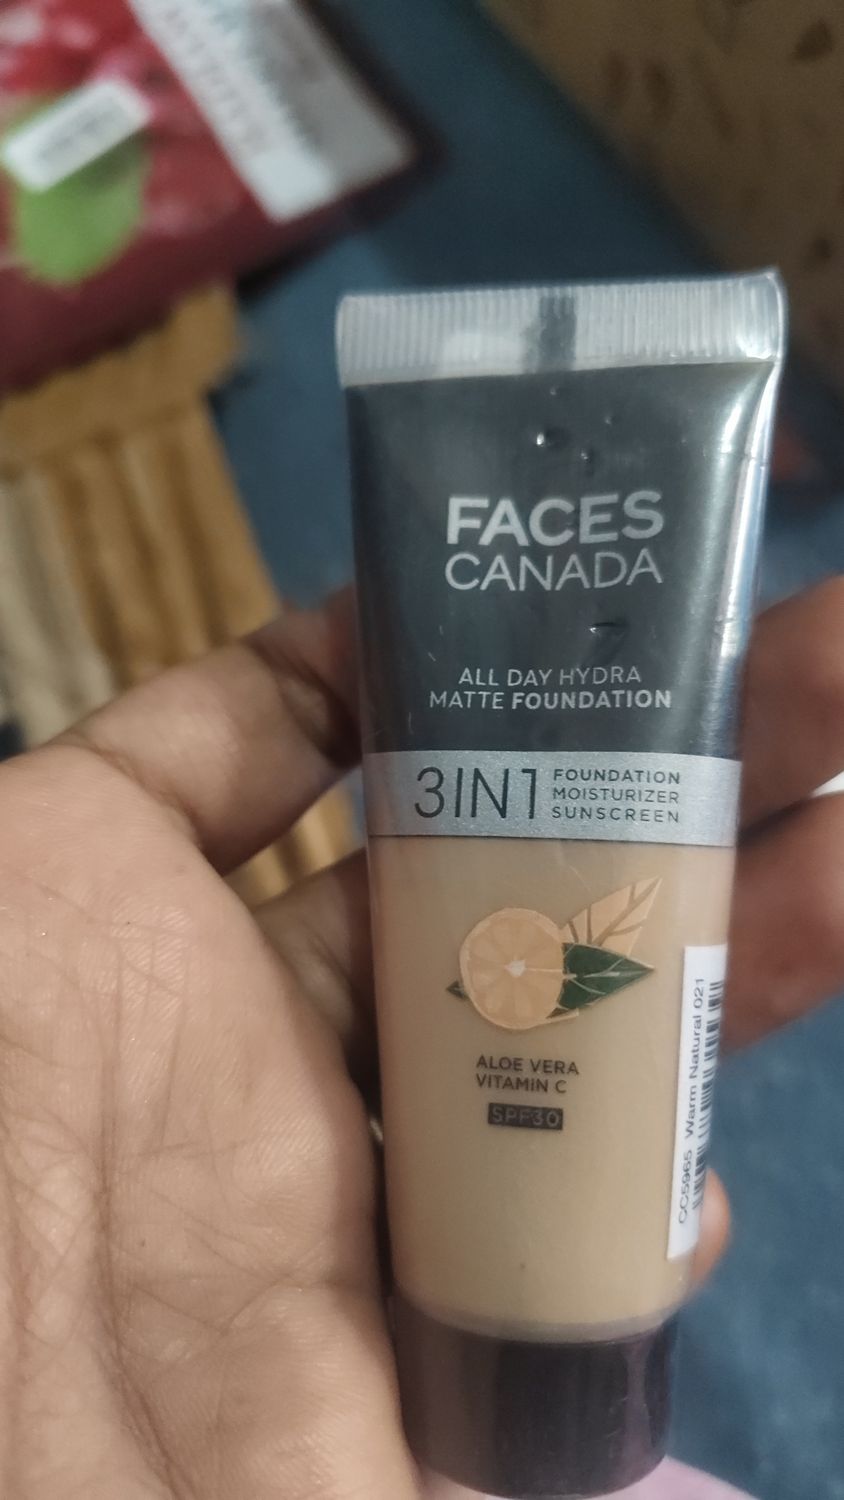 FACES
CANADA
ALL DAY HYDRA
MATTE FOUNDATION
3IN1
FOUNDATION
MOISTURIZER
SUNSCREEN
ALOE VERA
VITAMIN C
SPF30
CC5965 Warm Natural 021